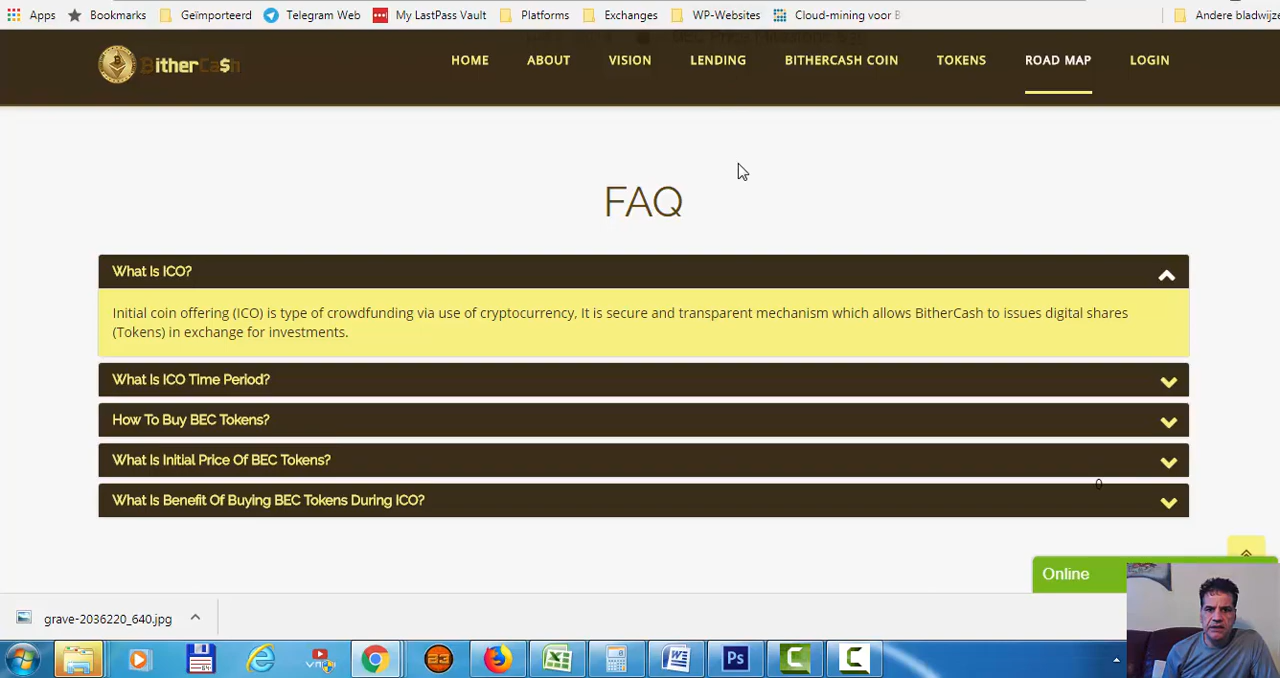 Apps Bookmarks Geïmporteerd Telegram Web My LastPass Vault Platforms Exchanges WP-Websites Cloud-mining voor B Andere bladwijze
BitherCa$h HOME ABOUT VISION LENDING BITHERCASH COIN TOKENS ROAD MAP LOGIN
FAQ
What Is ICO?
Initial coin offering (ICO) is type of crowdfunding via use of cryptocurrency, It is secure and transparent mechanism which allows BitherCash to issues digital shares
(Tokens) in exchange for investments.
What Is ICO Time Period?
How To Buy BEC Tokens?
What Is Initial Price Of BEC Tokens?
What Is Benefit Of Buying BEC Tokens During ICO?
0
Online
grave-2036220_640.jpg
Ps